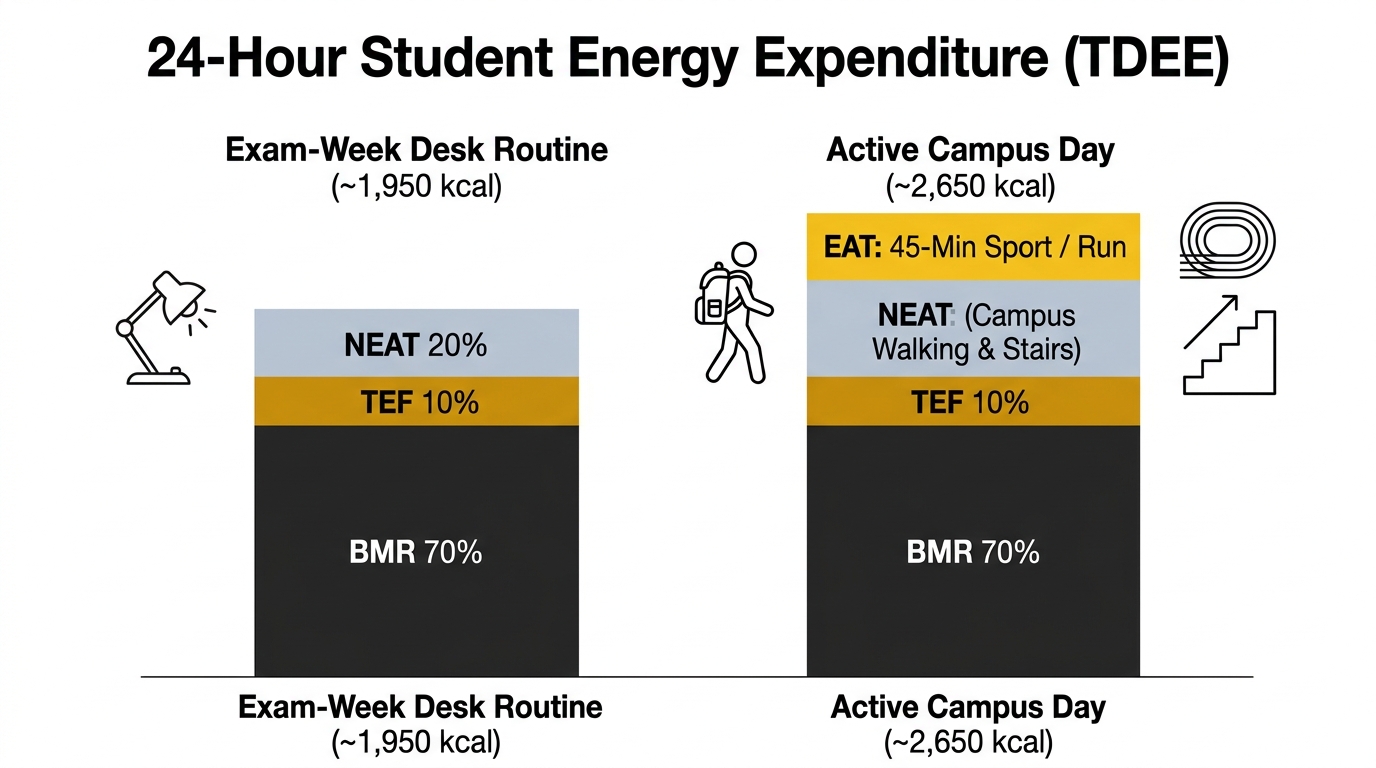 24-Hour Student Energy Expenditure (TDEE)
Exam-Week Desk Routine
(~1,950 kcal)
NEAT 20%
TEF 10%
BMR 70%
Exam-Week Desk Routine
(~1,950 kcal)
Active Campus Day
(~2,650 kcal)
EAT: 45-Min Sport / Run
NEAT: (Campus
Walking & Stairs)
TEF 10%
BMR 70%
Active Campus Day
(~2,650 kcal)